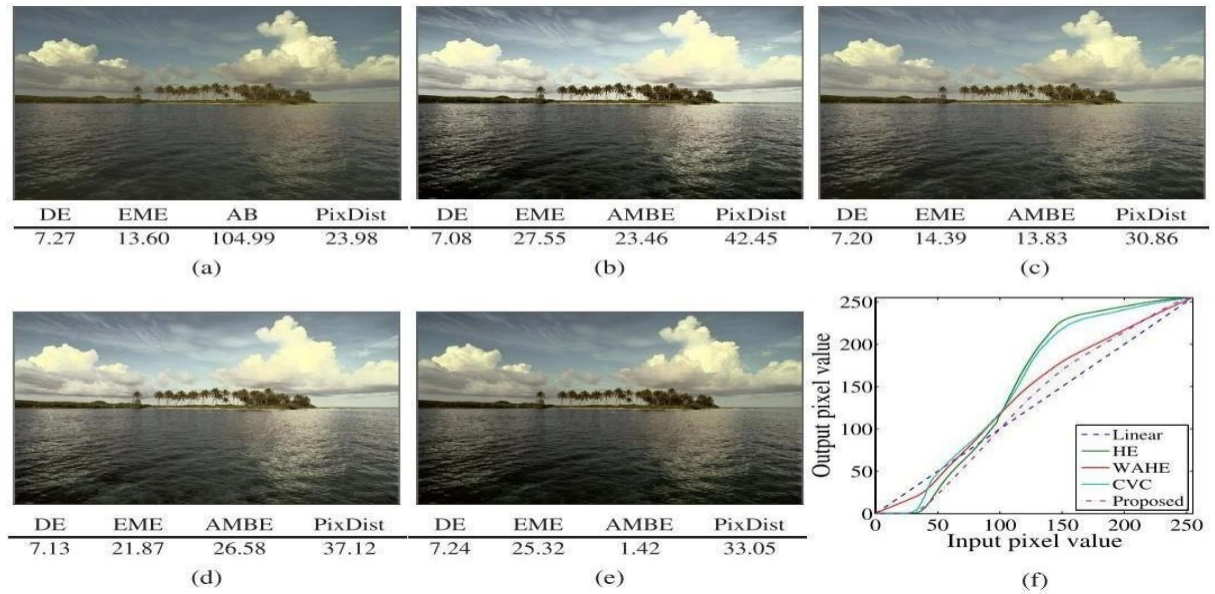 DE EME AB PixDist
7.27 13.60 104.99 23.98
(a)
DE EME AMBE PixDist
7.08 27.55 23.46 42.45
(b)
DE EME AMBE PixDist
7.20 14.39 13.83 30.86
(c)
DE EME AMBE PixDist
7.13 21.87 26.58 37.12
(d)
DE EME AMBE PixDist
7.24 25.32 1.42 33.05
(e)
Output pixel value
250
200
150
100
50
0
Linear
HE
WAHE
CVC
Proposed
0 50 100 150 200 250
Input pixel value
(f)